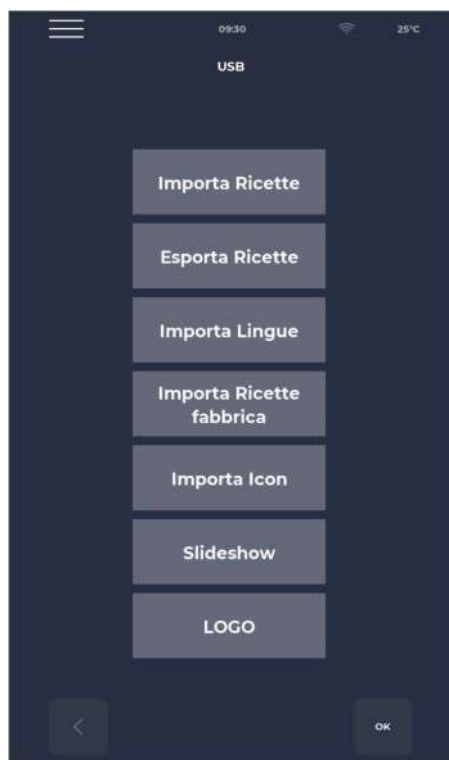 09:30 25°C
USB
Importa Ricette
Esporta Ricette
Importa Lingue
Importa Ricette
fabbrica
Importa Icon
Slideshow
LOGO
OK